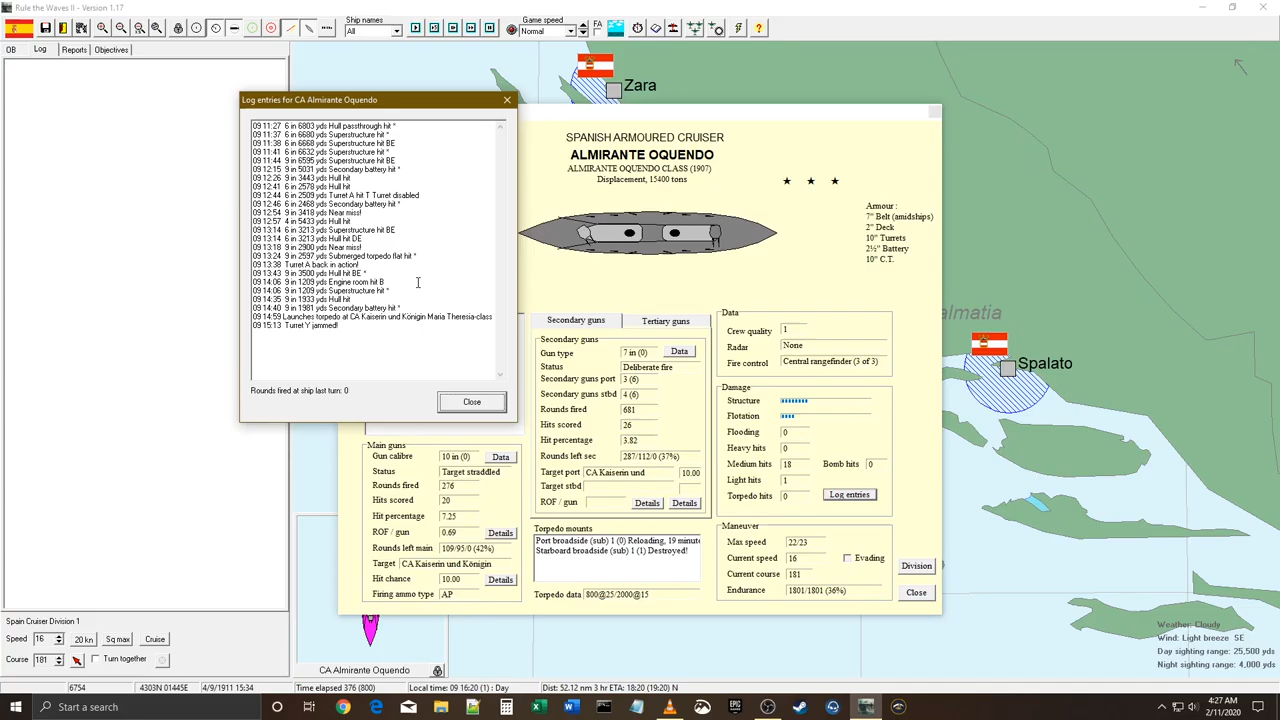 Rule the Waves II - Version 1.17
Ship names
All
Game speed
Normal
FA
OB
Log
Reports
Objectives
Zara
Spalato
Log entries for CA Almirante Oquendo
09 11:27 6 in 6803 yds Hull passthrough hit *
09 11:37 6 in 6680 yds Superstructure hit *
09 11:38 6 in 6668 yds Superstructure hit BE
09 11:41 6 in 6632 yds Superstructure hit *
09 11:44 9 in 6595 yds Superstructure hit BE
09 12:15 9 in 5031 yds Secondary battery hit *
09 12:26 9 in 3443 yds Hull hit
09 12:41 6 in 2578 yds Hull hit
09 12:44 6 in 2509 yds Turret A hit T Turret disabled
09 12:46 6 in 2468 yds Secondary battery hit *
09 12:54 9 in 3418 yds Near miss!
09 12:57 4 in 5433 yds Hull hit
09 13:14 6 in 3213 yds Superstructure hit BE
09 13:14 6 in 3213 yds Hull hit DE
09 13:18 9 in 2900 yds Near miss!
09 13:24 9 in 2597 yds Submerged torpedo flat hit *
09 13:38 Turret A back in action!
09 13:43 9 in 3500 yds Hull hit BE *
09 14:06 9 in 1209 yds Engine room hit B
09 14:06 9 in 1209 yds Superstructure hit *
09 14:35 9 in 1933 yds Hull hit
09 14:40 9 in 1981 yds Secondary battery hit *
09 14:59 Launches torpedo at CA Kaiserin und Königin Maria Theresia-class
09 15:13 Turret Y jammed!
Rounds fired at ship last turn: 0
Close
SPANISH ARMOURED CRUISER
ALMIRANTE OQUENDO
ALMIRANTE OQUENDO CLASS (1907)
Displacement, 15400 tons
Armour :
7" Belt (amidships)
2" Deck
10" Turrets
2½" Battery
10" C.T.
Main guns
Gun calibre 10 in (0) Data
Status Target straddled
Rounds fired 276
Hits scored 20
Hit percentage 7.25
ROF / gun 0.69 Details
Rounds left main 109/95/0 (42%)
Target CA Kaiserin und Königin
Hit chance 10.00 Details
Firing ammo type AP
Secondary guns
Tertiary guns
Secondary guns
Gun type 7 in (0) Data
Status Deliberate fire
Secondary guns port 3 (6)
Secondary guns stbd 4 (6)
Rounds fired 681
Hits scored 26
Hit percentage 3.82
Rounds left sec 287/112/0 (37%)
Target port CA Kaiserin und 10.00
Target stbd
ROF / gun Details Details
Torpedo mounts
Port broadside (sub) 1 (0) Reloading, 19 minute
Starboard broadside (sub) 1 (1) Destroyed!
Torpedo data 800@25/2000@15
Data
Crew quality 1
Radar None
Fire control Central rangefinder (3 of 3)
Damage
Structure
Flotation
Flooding 0
Heavy hits 0
Medium hits 18 Bomb hits 0
Light hits 1
Torpedo hits 0 Log entries
Maneuver
Max speed 22/23
Current speed 16 Evading
Current course 181
Endurance 1801/1801 (36%)
Division
Close
Spain Cruiser Division 1
Speed 16 20 kn Sq max Cruise
Course 181 Turn together
CA Almirante Oquendo
Weather: Cloudy
Wind: Light breeze SE
Day sighting range: 25,500 yds
Night sighting range: 4,000 yds
6754
4303N 01445E
4/9/1911 15:34
Time elapsed 376 (800)
Local time: 09 16:20 (1) : Day
Dist: 52.12 nm 3 hr ETA: 18:20 (19:20) N
Start a search
4:27 AM
2/11/2020